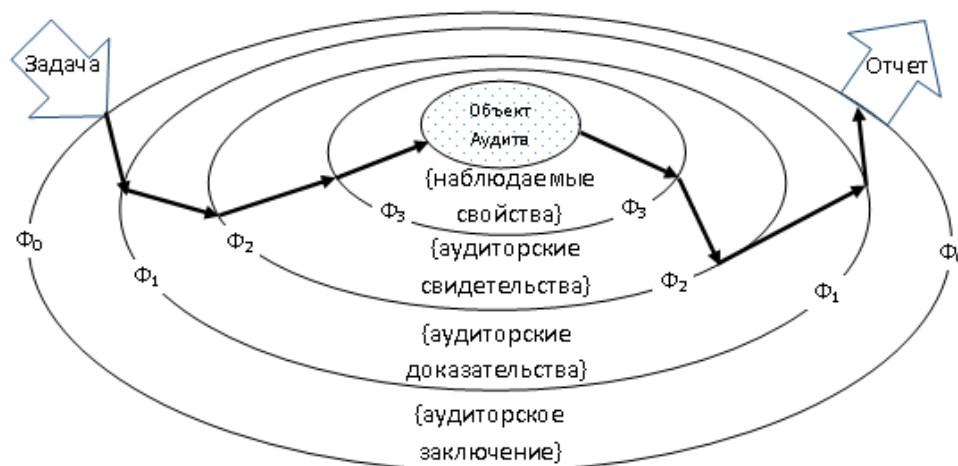 Задача
Отчет
Объект
Аудита
{наблюдаемые
свойства}
Ф3
Ф3
Ф0
Ф2
{аудиторские
свидетельства}
Ф1
Ф2
Ф1
{аудиторские
доказательства}
{аудиторское
заключение}